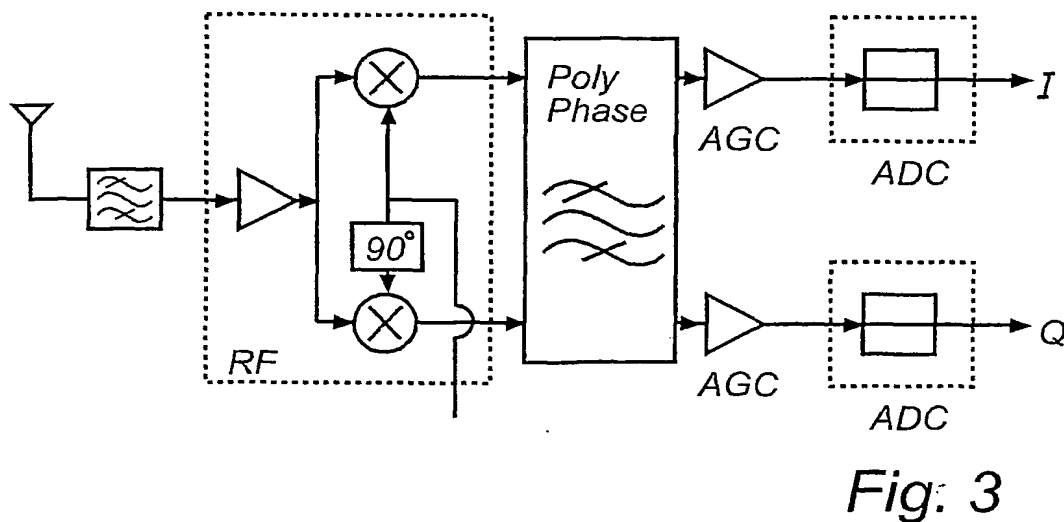 Poly
Phase
AGC
ADC
I
90°
RF
AGC
ADC
Q
Fig. 3